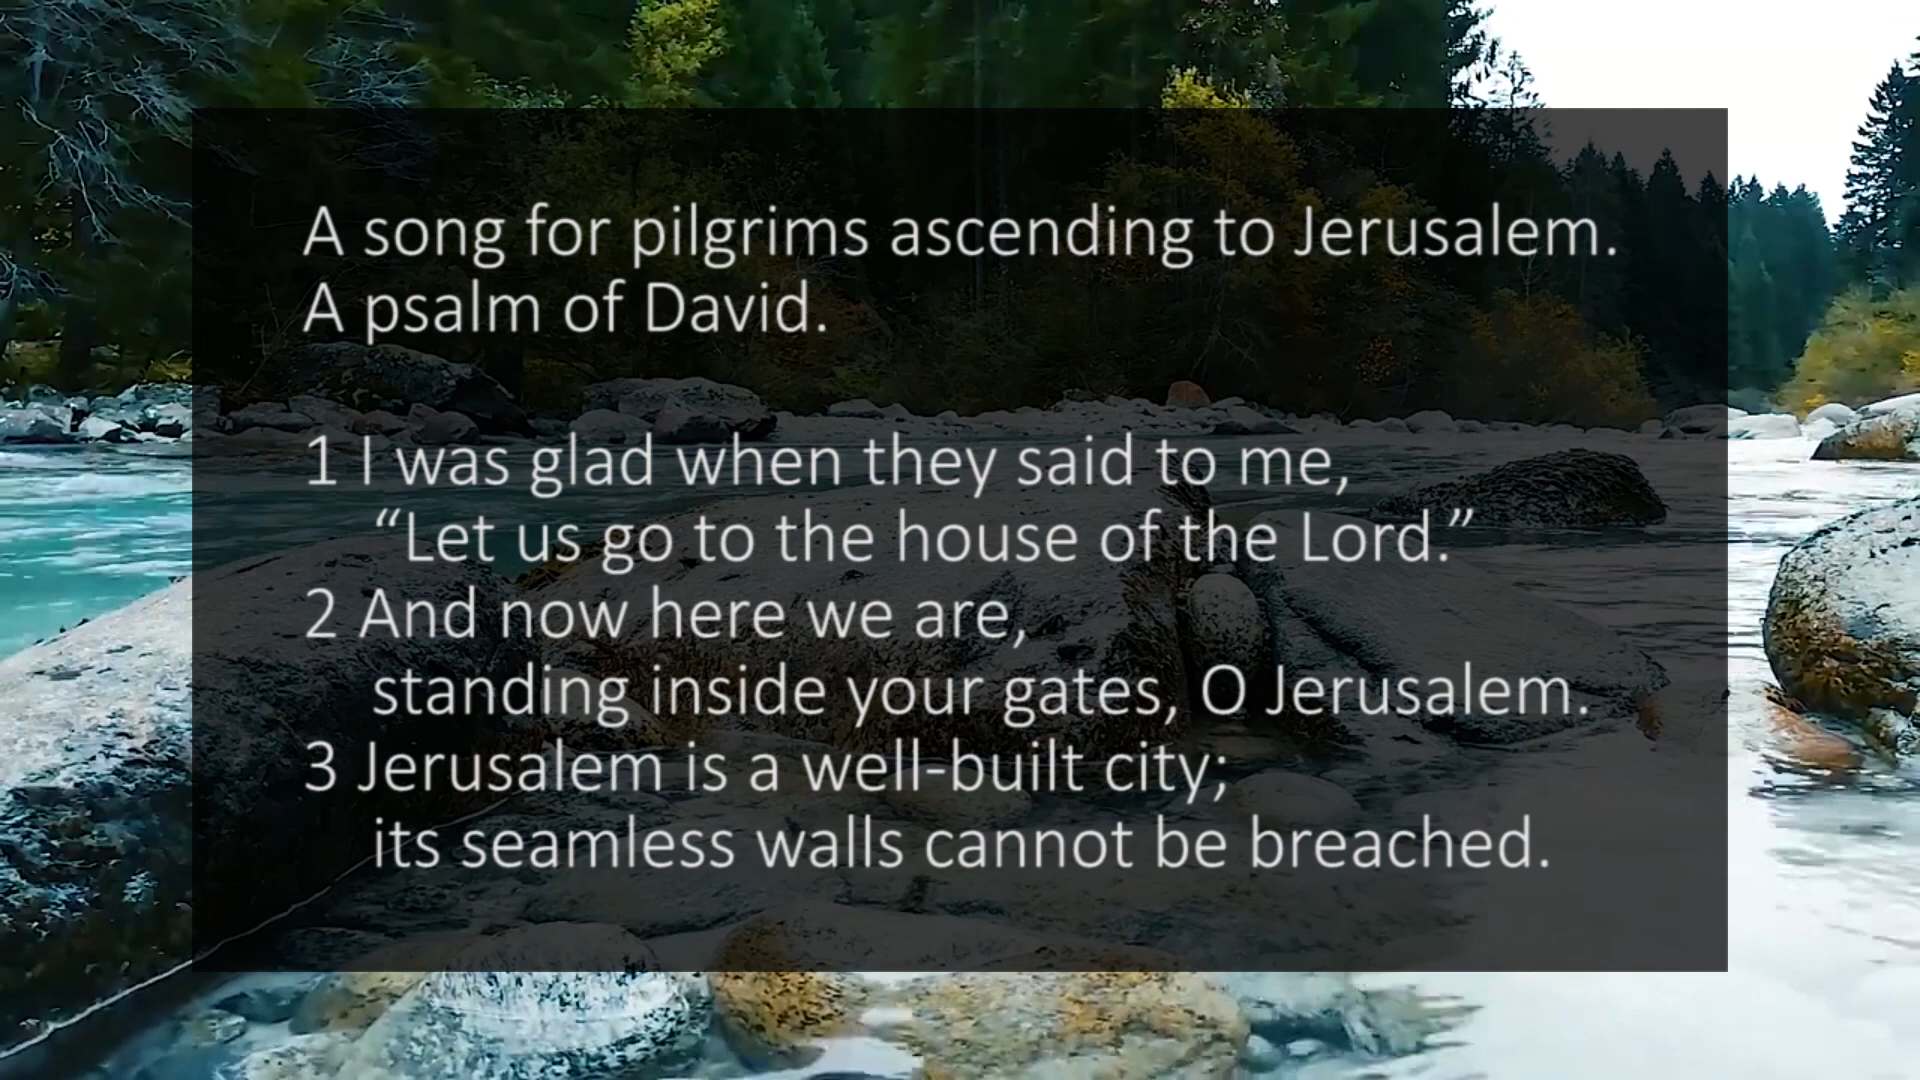 A song for pilgrims ascending to Jerusalem.
A psalm of David.
1 I was glad when they said to me,
“Let us go to the house of the Lord.”
2 And now here we are,
standing inside your gates, O Jerusalem.
3 Jerusalem is a well-built city;
its seamless walls cannot be breached.